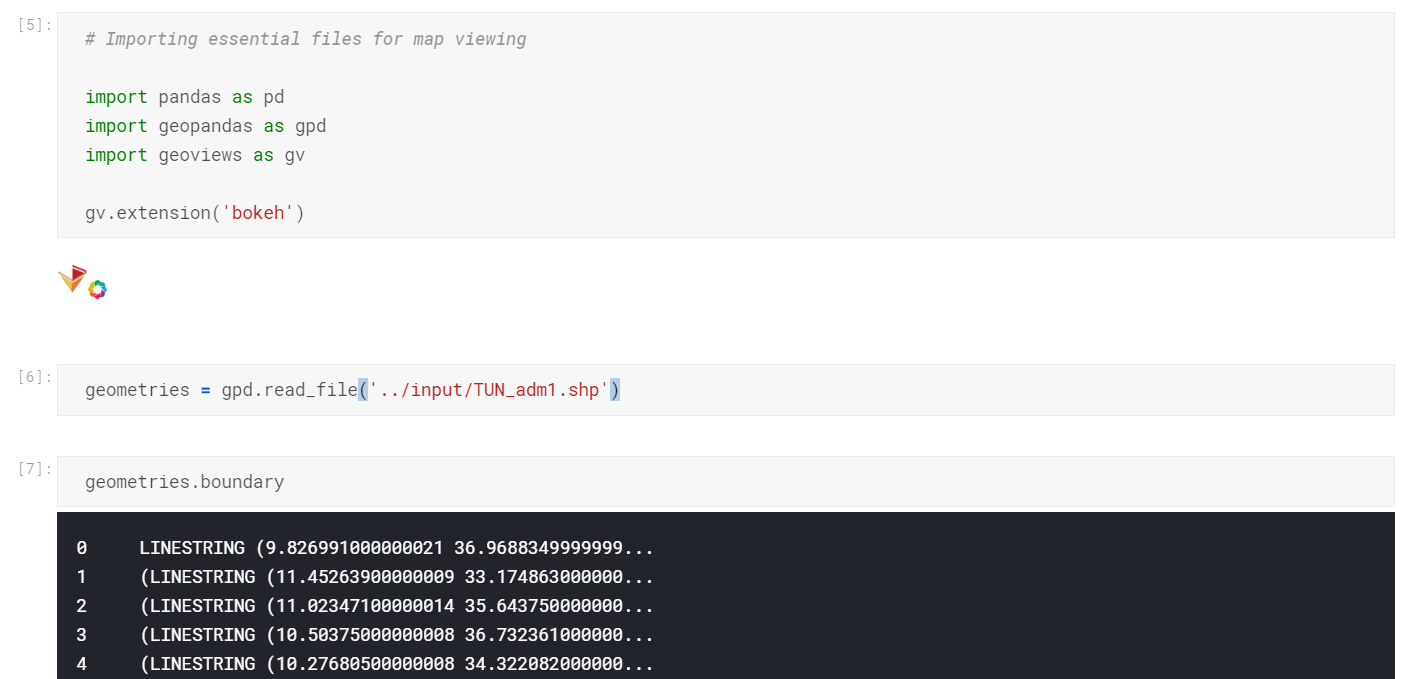 [5]:
# Importing essential files for map viewing
import pandas as pd
import geopandas as gpd
import geoviews as gv
gv.extension('bokeh')
[6]:
geometries = gpd.read_file('../input/TUN_adm1.shp')
[7]:
geometries.boundary
0 LINESTRING (9.826991000000021 36.9688349999999...
1 (LINESTRING (11.45263900000009 33.174863000000...
2 (LINESTRING (11.02347100000014 35.643750000000...
3 (LINESTRING (10.50375000000008 36.732361000000...
4 (LINESTRING (10.27680500000008 34.322082000000...